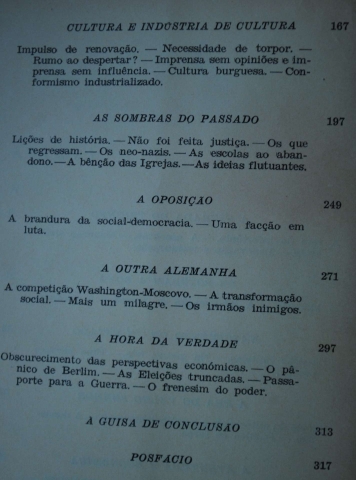 CULTURA E INDÚSTRIA DE CULTURA 167
Impulso de renovação. — Necessidade de torpor. —
Rumo ao despertar? — Imprensa sem opiniões e im-
prensa sem influência. — Cultura burguesa. — Con-
formismo industrializado.
AS SOMBRAS DO PASSADO 197
Lições de história. — Não foi feita justiça. — Os que
regressam. — Os neo-nazis. — As escolas ao aban-
dono. — A bênção das Igrejas. — As ideias flutuantes.
A OPOSIÇÃO 249
A brandura da social-democracia. — Uma facção em
luta.
A OUTRA ALEMANHA 271
A competição Washington-Moscovo. — A transformação
social. — Mais um milagre. — Os irmãos inimigos.
A HORA DA VERDADE 297
Obscurecimento das perspectivas económicas. — O pâ-
nico de Berlim. — As Eleições truncadas. — Passa-
porte para a Guerra. — O frenesim do poder.
A GUISA DE CONCLUSÃO 313
POSFÁCIO 317